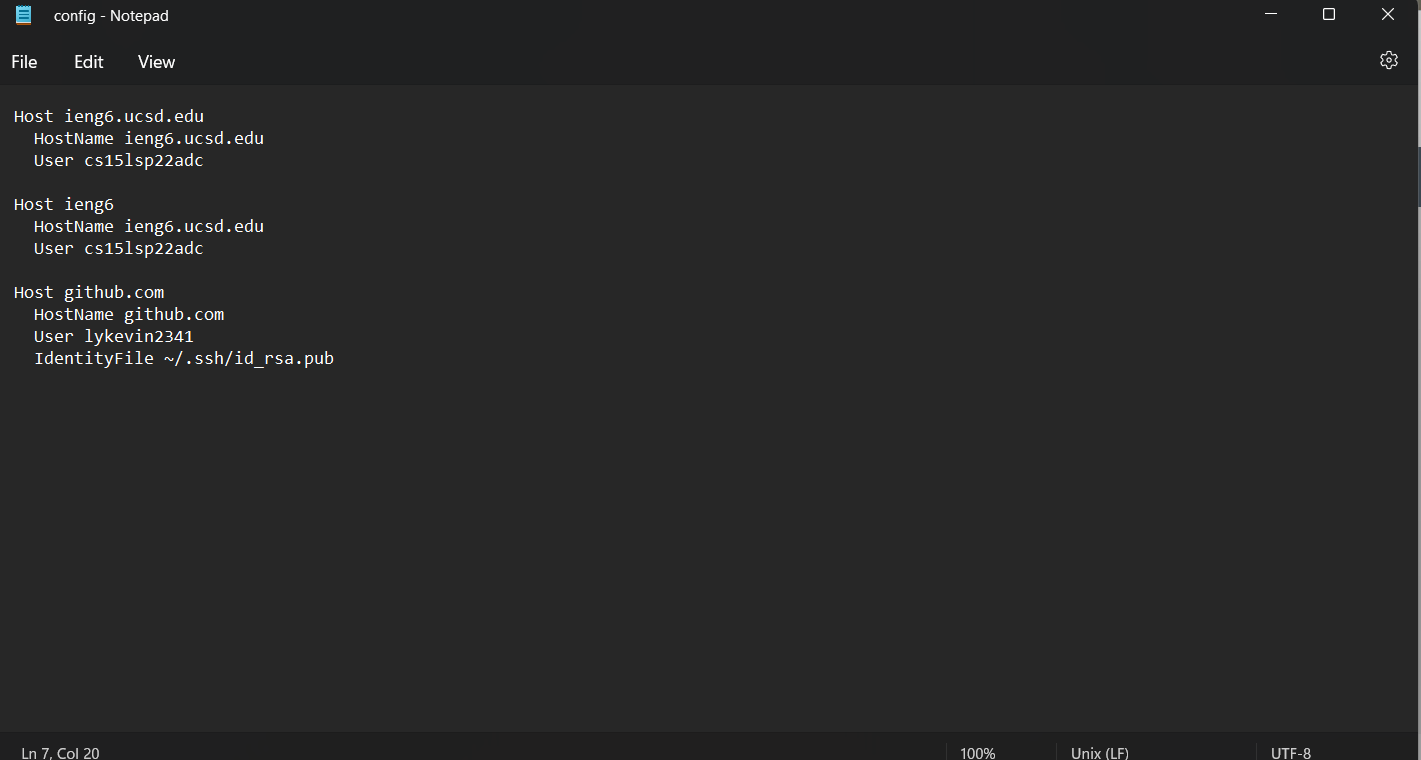 config - Notepad
File Edit View
Host ieng6.ucsd.edu
HostName ieng6.ucsd.edu
User cs15lsp22adc
Host ieng6
HostName ieng6.ucsd.edu
User cs15lsp22adc
Host github.com
HostName github.com
User lykevin2341
IdentityFile ~/.ssh/id_rsa.pub
Ln 7, Col 20 100% Unix (LF) UTF-8